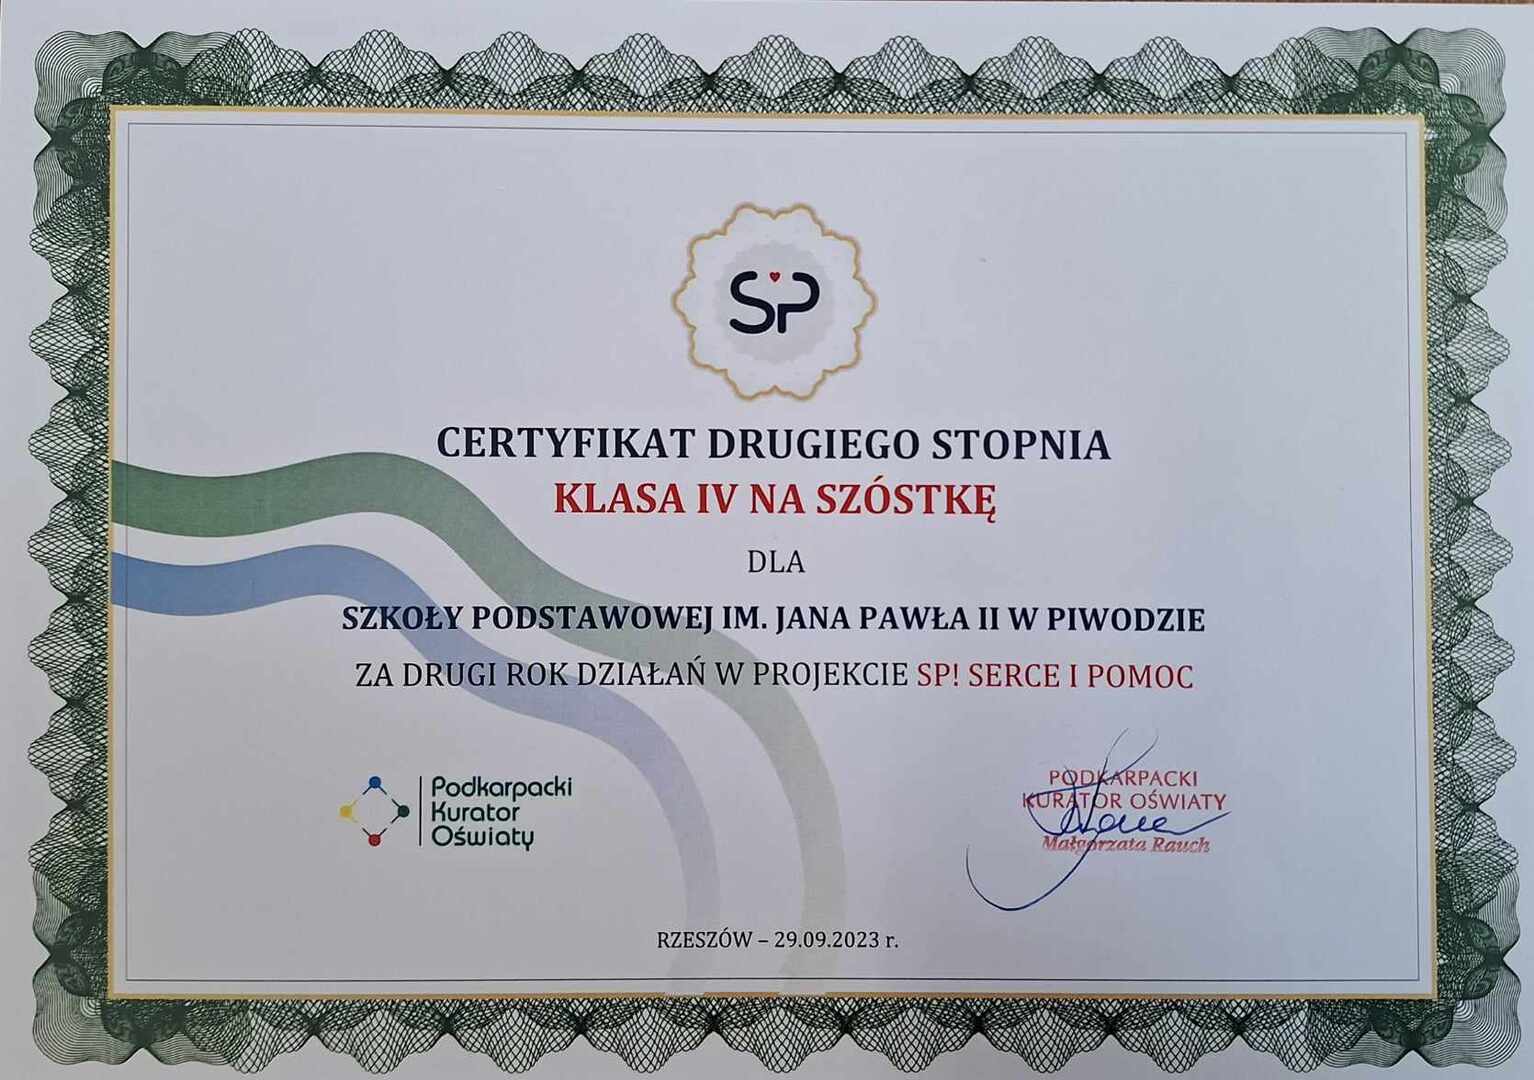 SP
CERTYFIKAT DRUGIEGO STOPNIA
KLASA IV NA SZÓSTKĘ
DLA
SZKOŁY PODSTAWOWEJ IM. JANA PAWŁA II W PIWODZIE
ZA DRUGI ROK DZIAŁAŃ W PROJEKCIE SP! SERCE I POMOC
Podkarpacki
Kurator
Oświaty
PODKARPACKI
KURATOR OŚWIATY
Małgorzata Rauch
RZESZÓW – 29.09.2023 r.